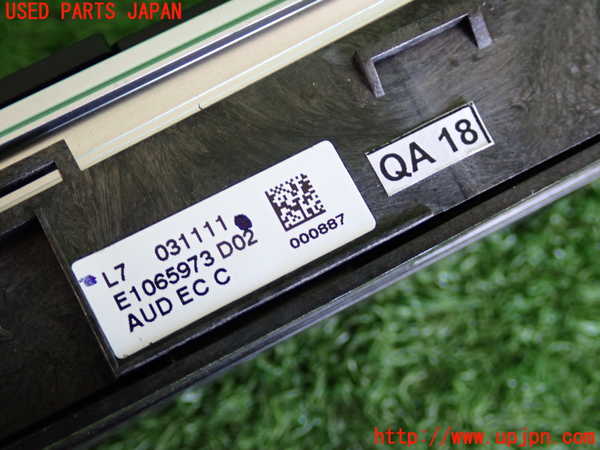 USED PARTS JAPAN
QA 18
L7 031111
E1065973 D02
AUD EC C
000887
http://www.upjpn.com